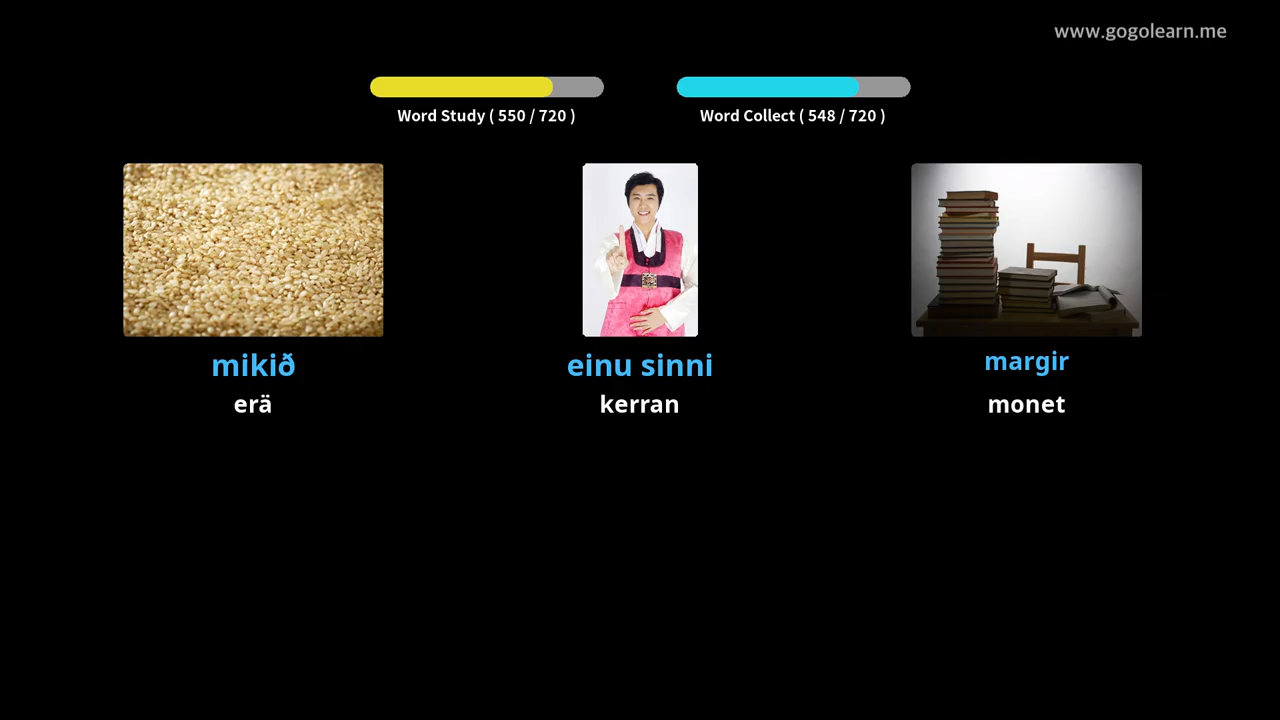 www.gogolearn.me
Word Study ( 550 / 720 )
Word Collect ( 548 / 720 )
mikið
einu sinni
margir
erä
kerran
monet